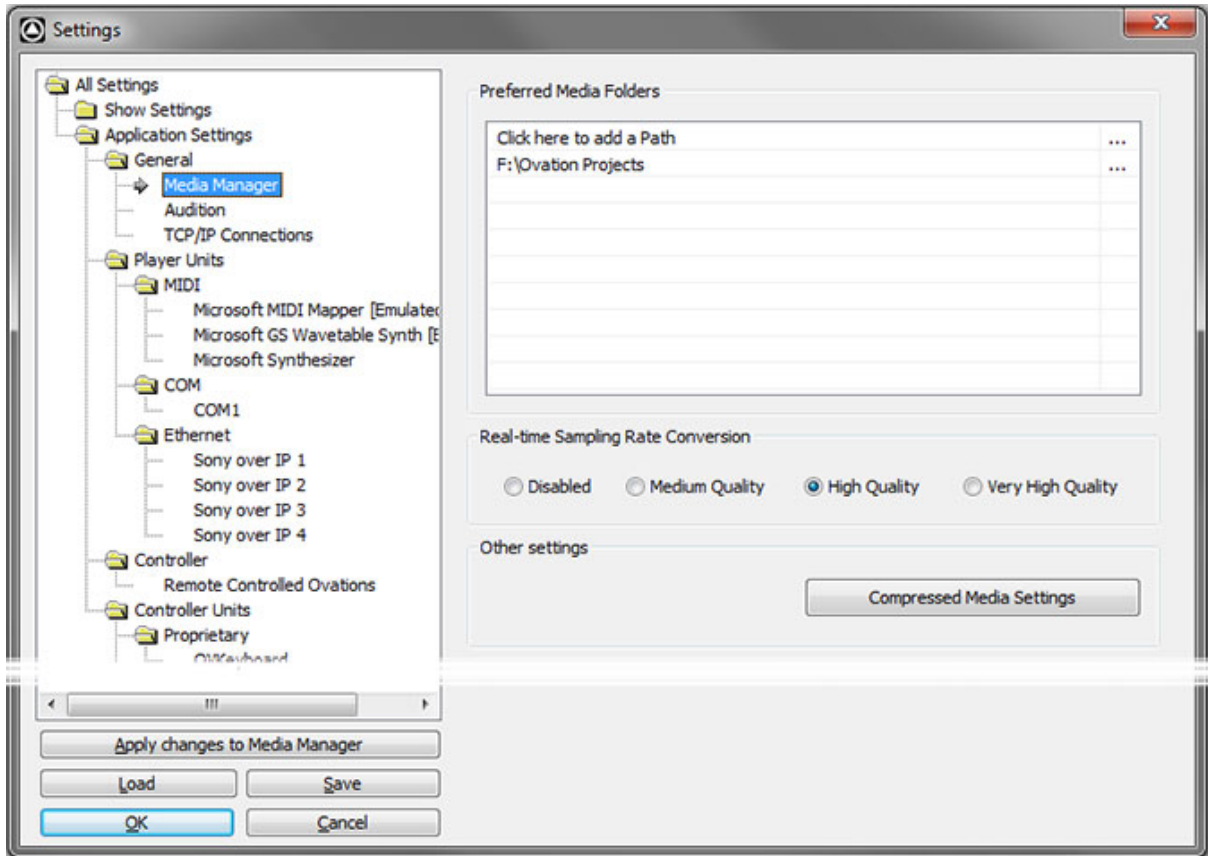 Settings
All Settings
Show Settings
Application Settings
General
Media Manager
Audition
TCP/IP Connections
Player Units
MIDI
Microsoft MIDI Mapper [Emulated
Microsoft GS Wavetable Synth [E
Microsoft Synthesizer
COM
COM1
Ethernet
Sony over IP 1
Sony over IP 2
Sony over IP 3
Sony over IP 4
Controller
Remote Controlled Ovations
Controller Units
Proprietary
OVKeyboard
Apply changes to Media Manager
Load Save
OK Cancel
Preferred Media Folders
Click here to add a Path ...
F:\Ovation Projects ...
Real-time Sampling Rate Conversion
Disabled Medium Quality High Quality Very High Quality
Other settings
Compressed Media Settings